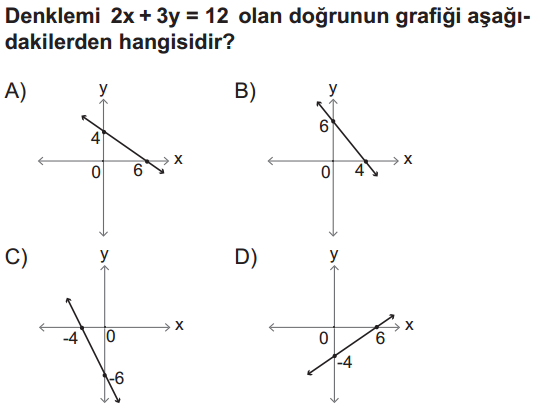 Denklemi 2x + 3y = 12 olan doğrunun grafiği aşağı-
dakilerden hangisidir?
A)
y
4
0
6
x
B)
y
6
0
4
x
C)
y
-4
0
x
-6
D)
y
0
6
x
-4